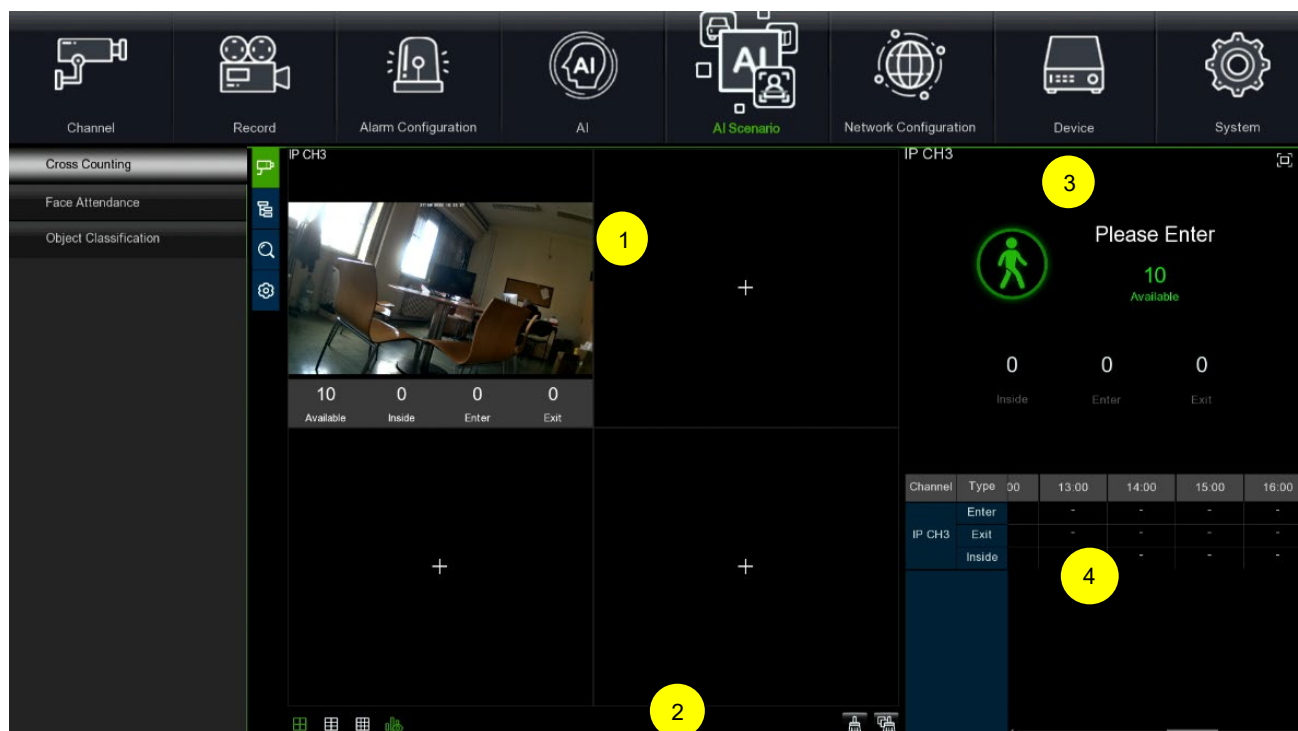 AI
AI
Channel
Record
Alarm Configuration
AI
AI Scenario
Network Configuration
Device
System
Cross Counting
Face Attendance
Object Classification
IP CH3
1
10 0 0 0
Available Inside Enter Exit
2
IP CH3
3
Please Enter
10
Available
0 0 0
Inside Enter Exit
Channel Type 00 13:00 14:00 15:00 16:00
Enter - - - -
IP CH3 Exit - - - -
Inside - - -
4